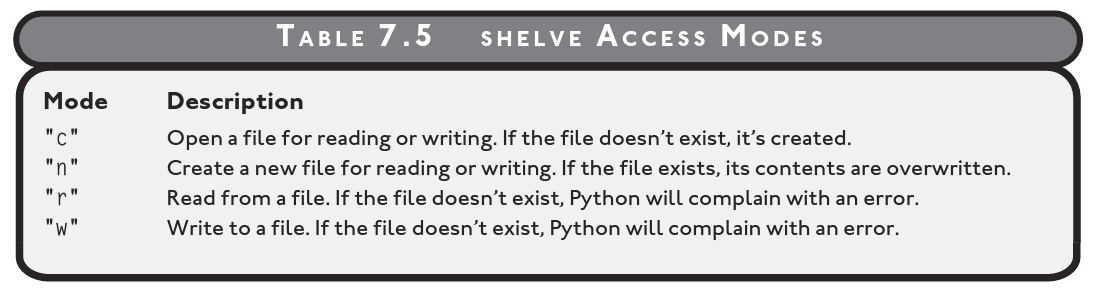 Table 7.5 shelve Access Modes
Mode Description
"c" Open a file for reading or writing. If the file doesn’t exist, it’s created.
"n" Create a new file for reading or writing. If the file exists, its contents are overwritten.
"r" Read from a file. If the file doesn’t exist, Python will complain with an error.
"w" Write to a file. If the file doesn’t exist, Python will complain with an error.